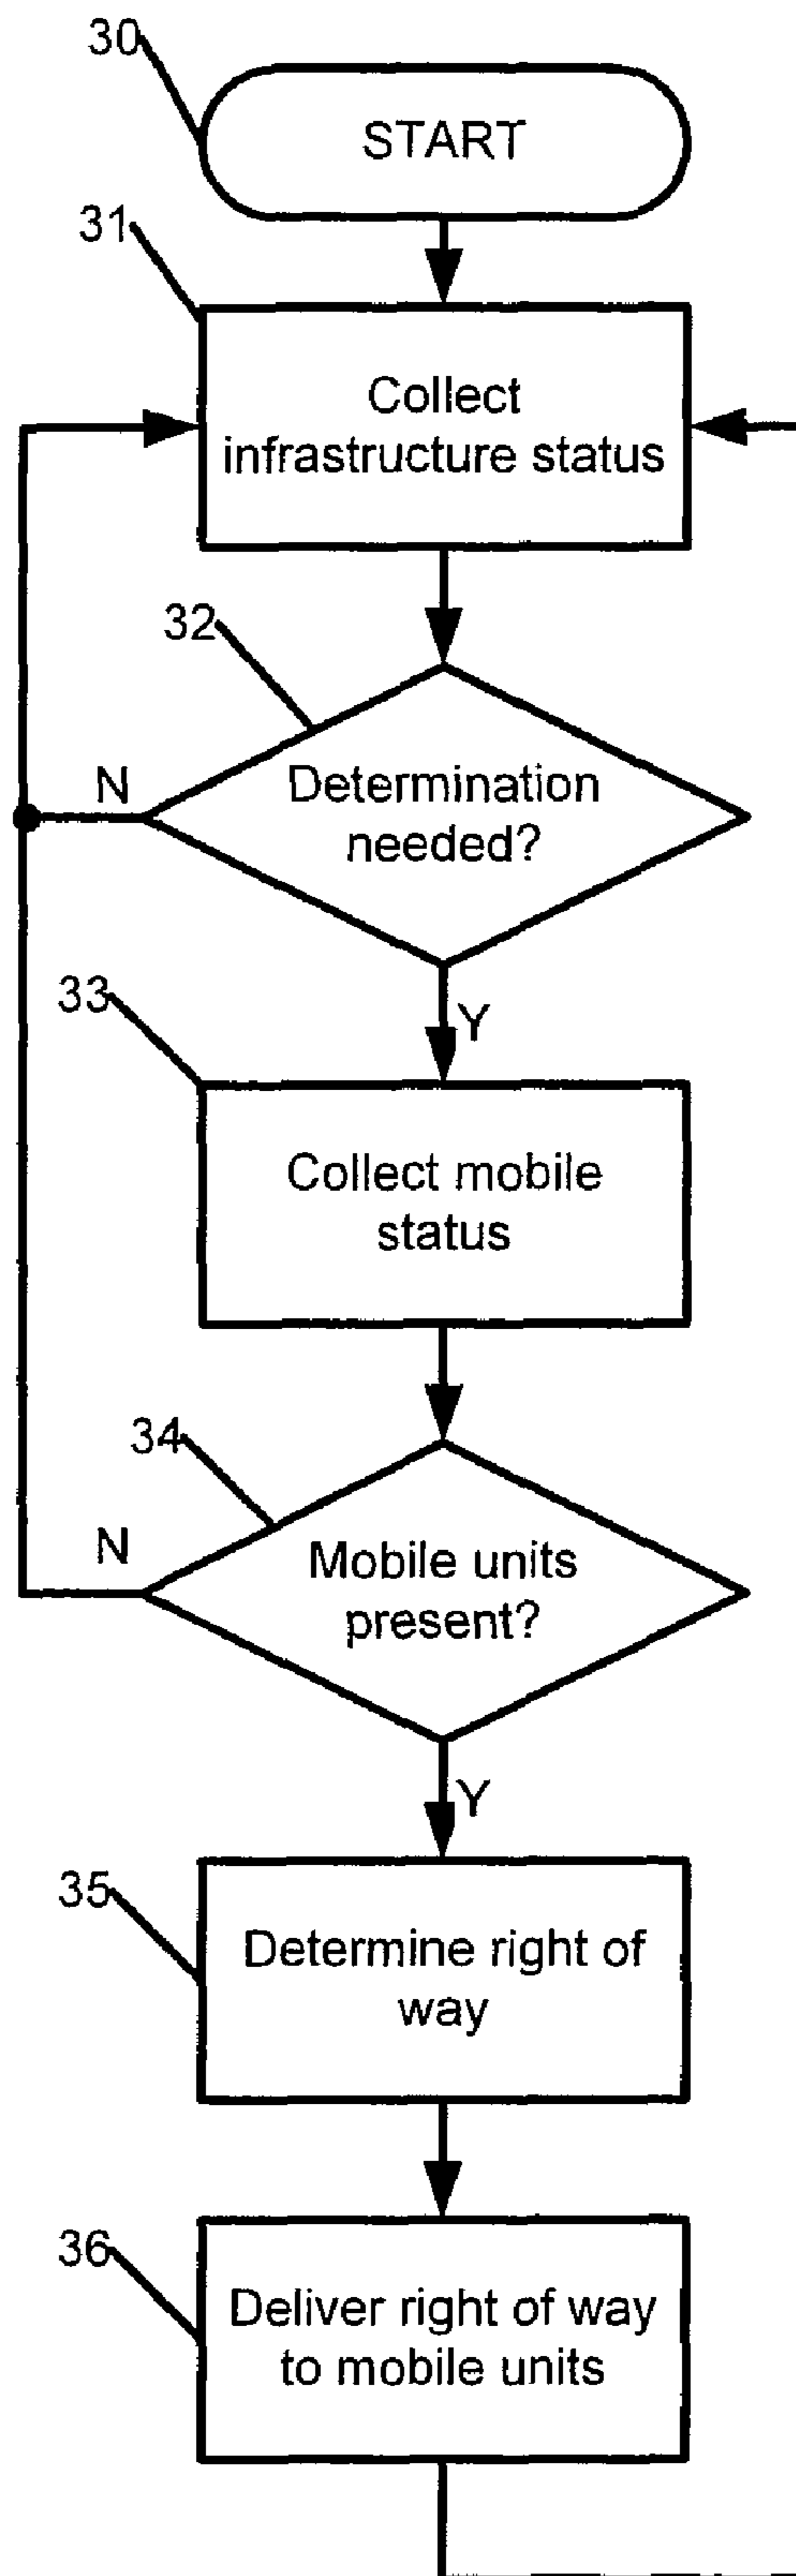 30
START
31
Collect
infrastructure status
32
N
Determination
needed?
33
Y
Collect mobile
status
34
N
Mobile units
present?
Y
35
Determine right of
way
36
Deliver right of way
to mobile units